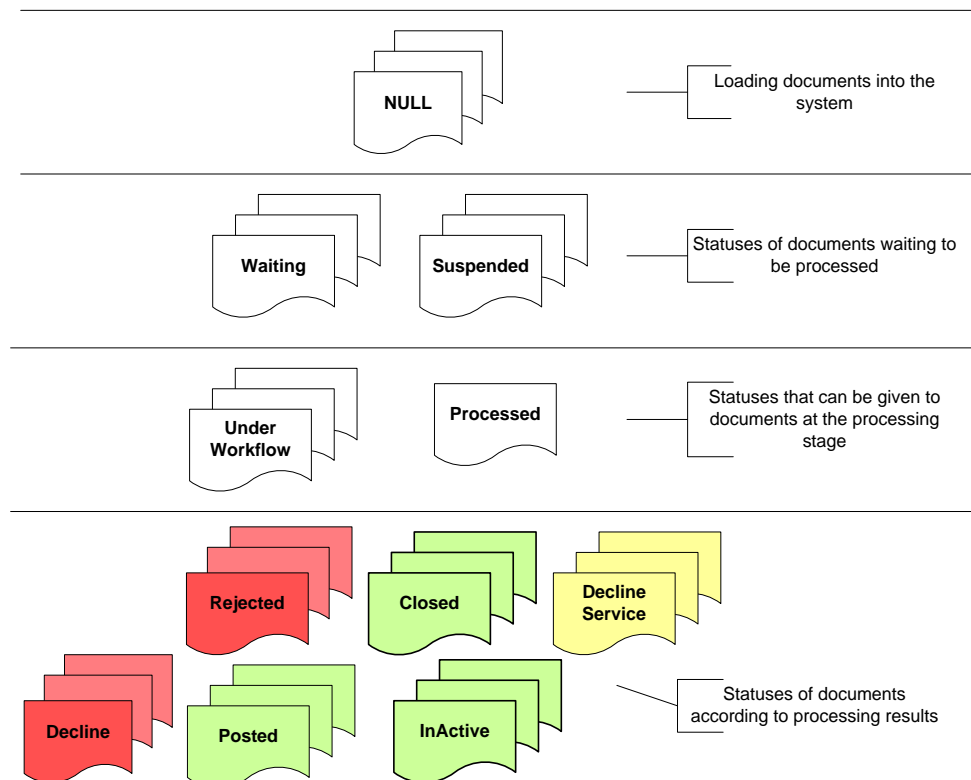 NULL
Loading documents into the
system
Waiting
Suspended
Statuses of documents waiting to
be processed
Under
Workflow
Processed
Statuses that can be given to
documents at the processing
stage
Rejected
Closed
Decline
Service
Decline
Posted
InActive
Statuses of documents
according to processing results